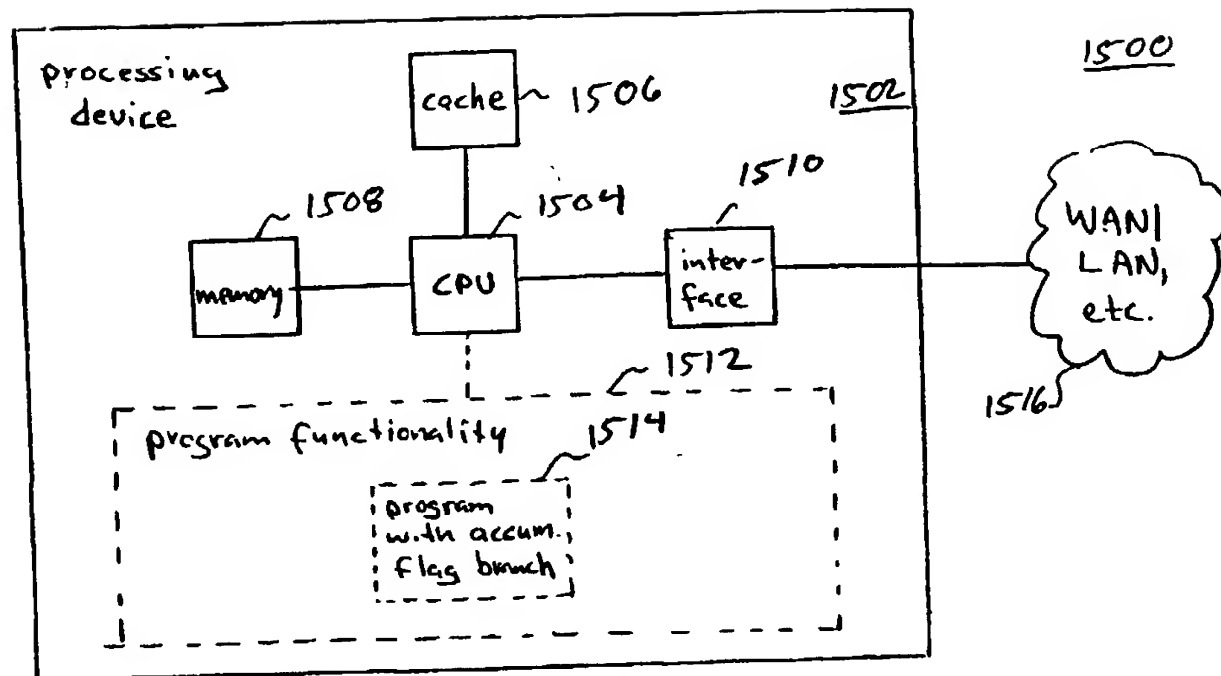 1500
processing
device
cache
1506
1502
1510
1508
1504
memory
CPU
inter-
face
WAN/
LAN,
etc.
1512
1516
program functionality
1514
program
with accum.
flag branch